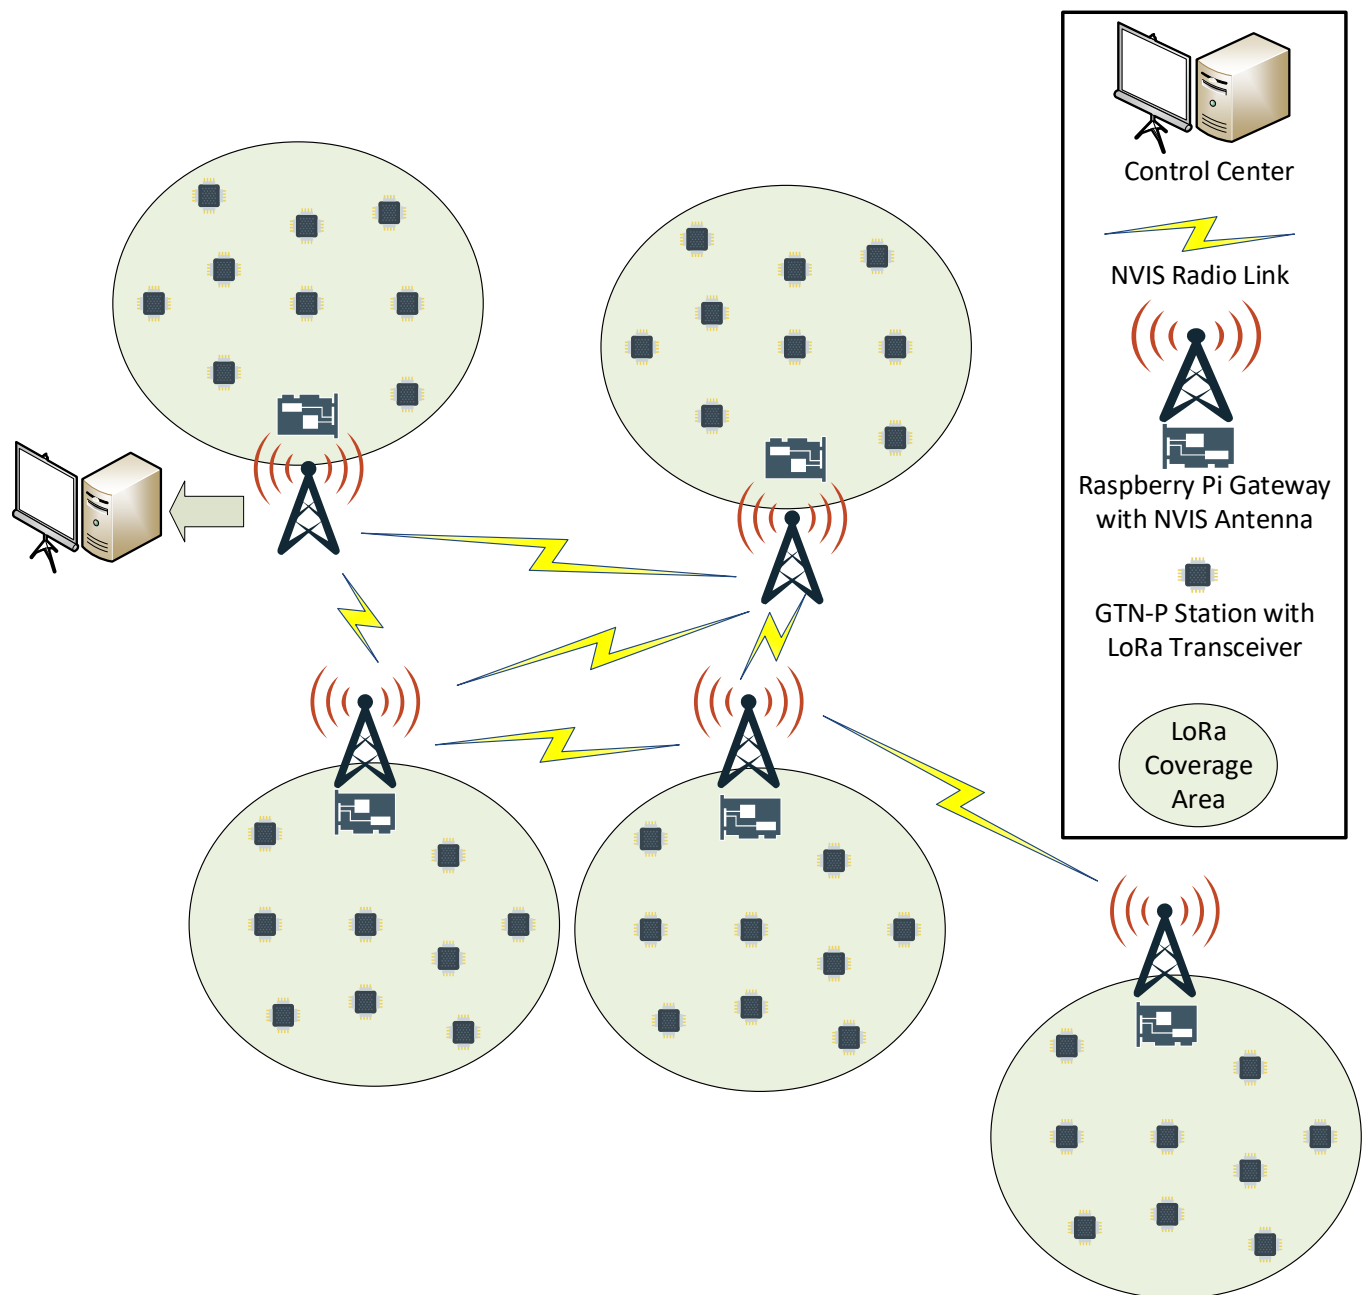 Control Center
NVIS Radio Link
Raspberry Pi Gateway
with NVIS Antenna
GTN-P Station with
LoRa Transceiver
LoRa
Coverage
Area